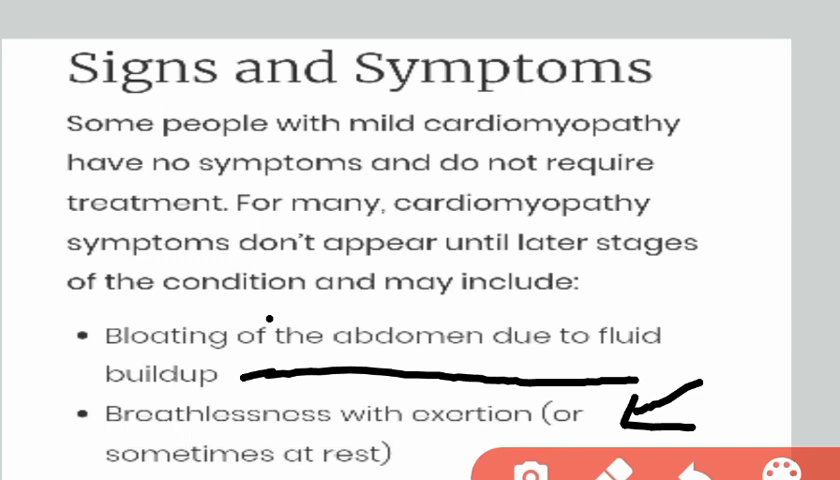 Signs and Symptoms
Some people with mild cardiomyopathy
have no symptoms and do not require
treatment. For many, cardiomyopathy
symptoms don't appear until later stages
of the condition and may include:
• Bloating of the abdomen due to fluid
buildup
• Breathlessness with exertion (or
sometimes at rest)